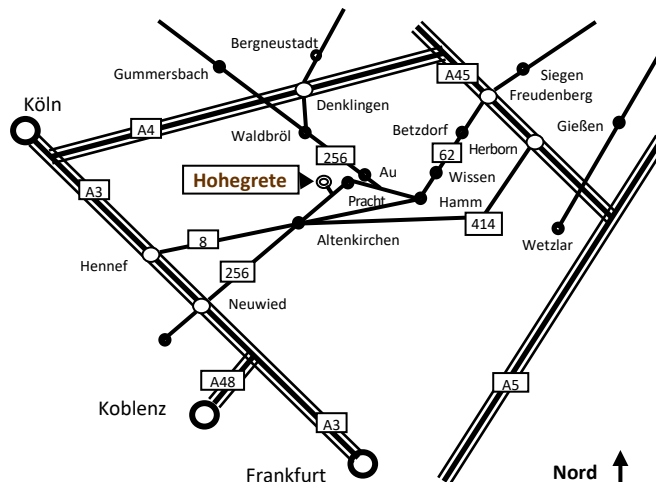 Bergneustadt
Gummersbach
A45
Siegen
Freudenberg
Köln
Denklingen
Gießen
A4
Waldbröl
Betzdorf
Herborn
256
62
Au
Wissen
Hohegrete
A3
Pracht
Hamm
414
Altenkirchen
Wetzlar
8
Hennef
256
Neuwied
A48
A5
Koblenz
A3
Frankfurt
Nord